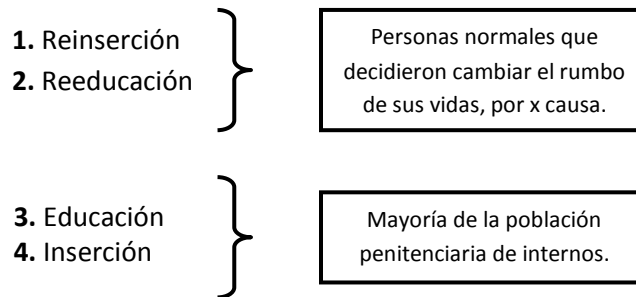 1. Reinserción
2. Reeducación
Personas normales que
decidieron cambiar el rumbo
de sus vidas, por x causa.
3. Educación
4. Inserción
Mayoría de la población
penitenciaria de internos.